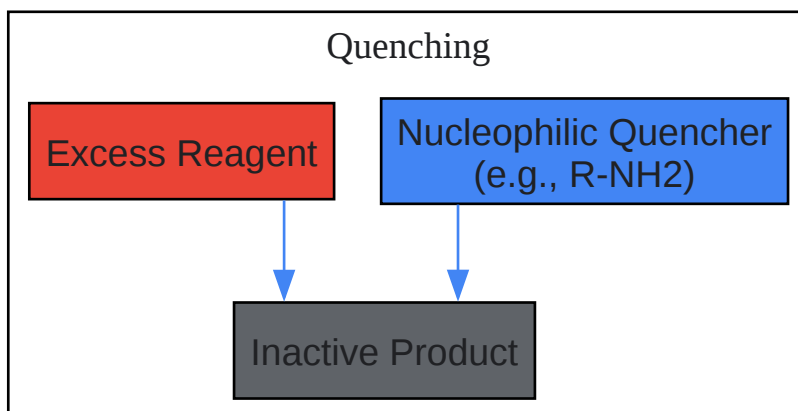 Quenching
Excess Reagent
Nucleophilic Quencher
(e.g., R-NH2)
Inactive Product